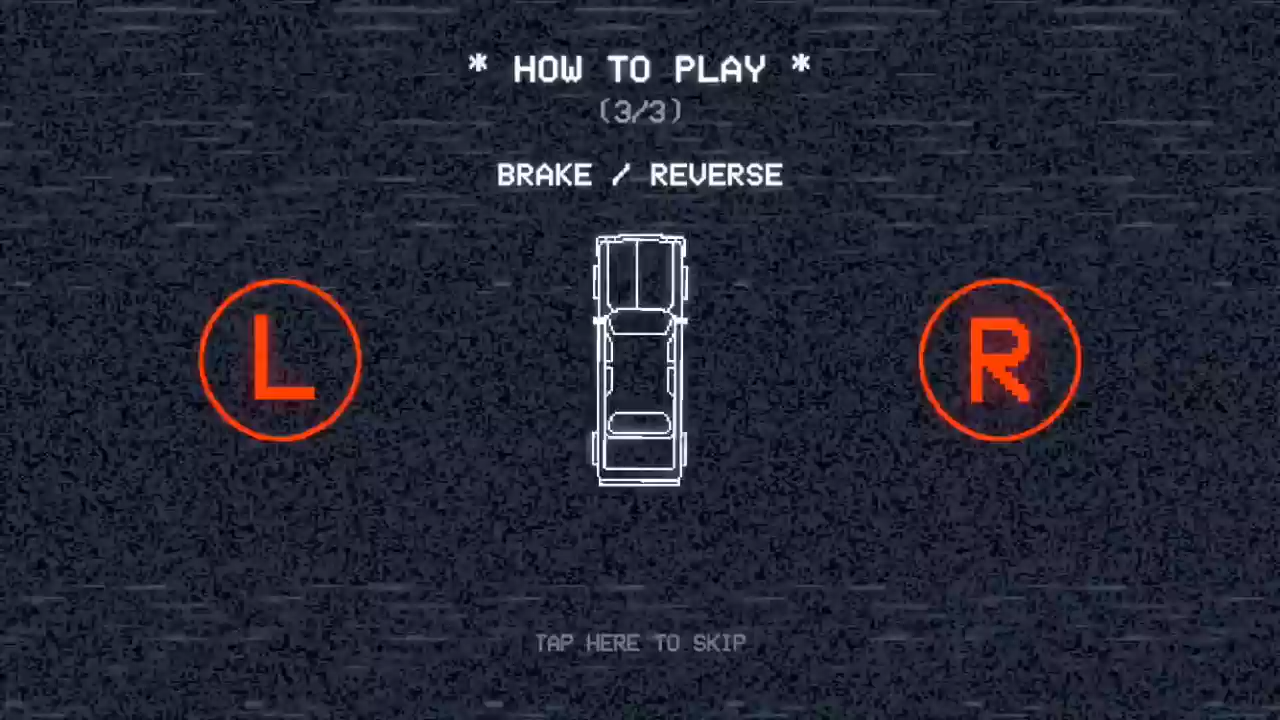 * HOW TO PLAY *
(3/3)
BRAKE / REVERSE
L
R
TAP HERE TO SKIP